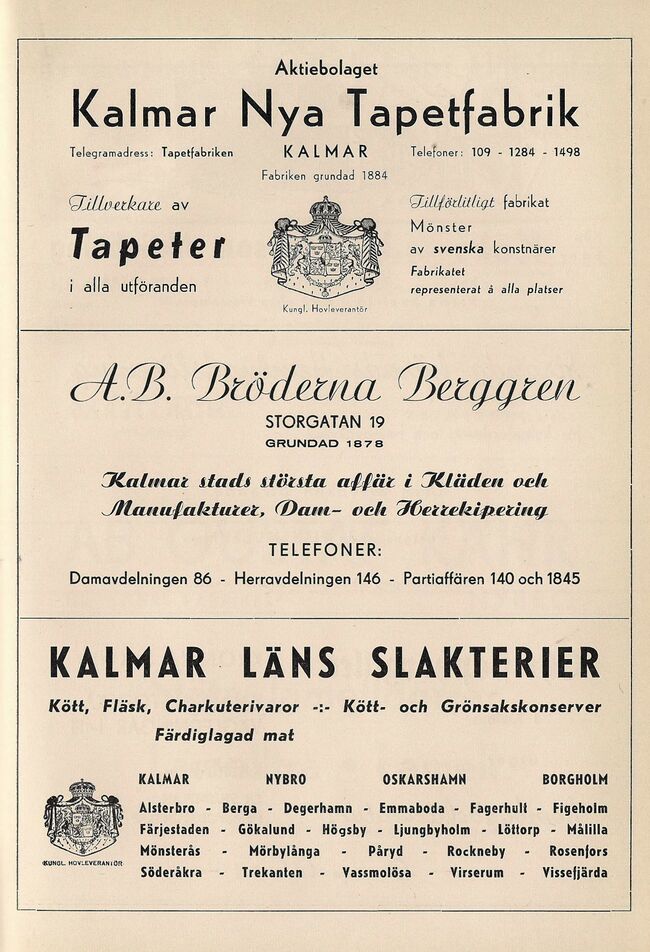 Aktiebolaget
Kalmar Nya Tapetfabrik
Telegramadress: Tapetfabriken KALMAR Telefoner: 109 - 1284 - 1498
Fabriken grundad 1884
Tillverkare av
Tapeter
i alla utföranden
Kungl. Hovleverantör
Tillförlitligt fabrikat
Mönster
av svenska konstnärer
Fabrikatet
representerat å alla platser
A.B. Bröderna Berggren
STORGATAN 19
GRUNDAD 1878
Kalmar stads största affär i Kläden och
Manufakturer, Dam- och Herrekipering
TELEFONER:
Damavdelningen 86 - Herravdelningen 146 - Partiaffären 140 och 1845
KALMAR LÄNS SLAKTERIER
Kött, Fläsk, Charkuterivaror -:- Kött- och Grönsakskonserver
Färdiglagad mat
KUNGL. HOVLEVERANTÖR
KALMAR NYBRO OSKARSHAMN BORGHOLM
Alsterbro - Berga - Degerhamn - Emmaboda - Fagerhult - Figeholm
Färjestaden - Gökalund - Högsby - Ljungbyholm - Löttorp - Målilla
Mönsterås - Mörbylånga - Påryd - Rockneby - Rosenfors
Söderåkra - Trekanten - Vassmolösa - Virserum - Vissefjärda